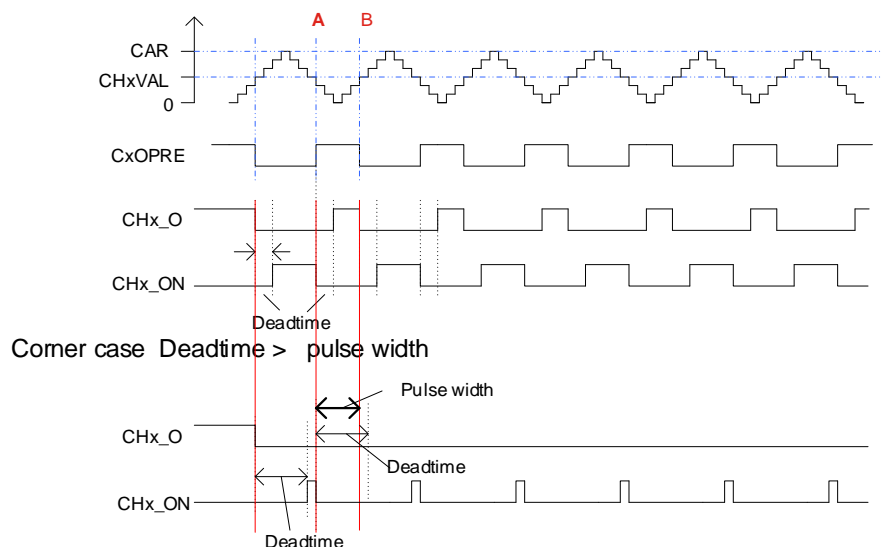 A B
CAR
CHxVAL
0
CxOPRE
CHx_O
CHx_ON
Deadtime
Corner case Deadtime > pulse width
Pulse width
CHx_O
Deadtime
CHx_ON
Deadtime